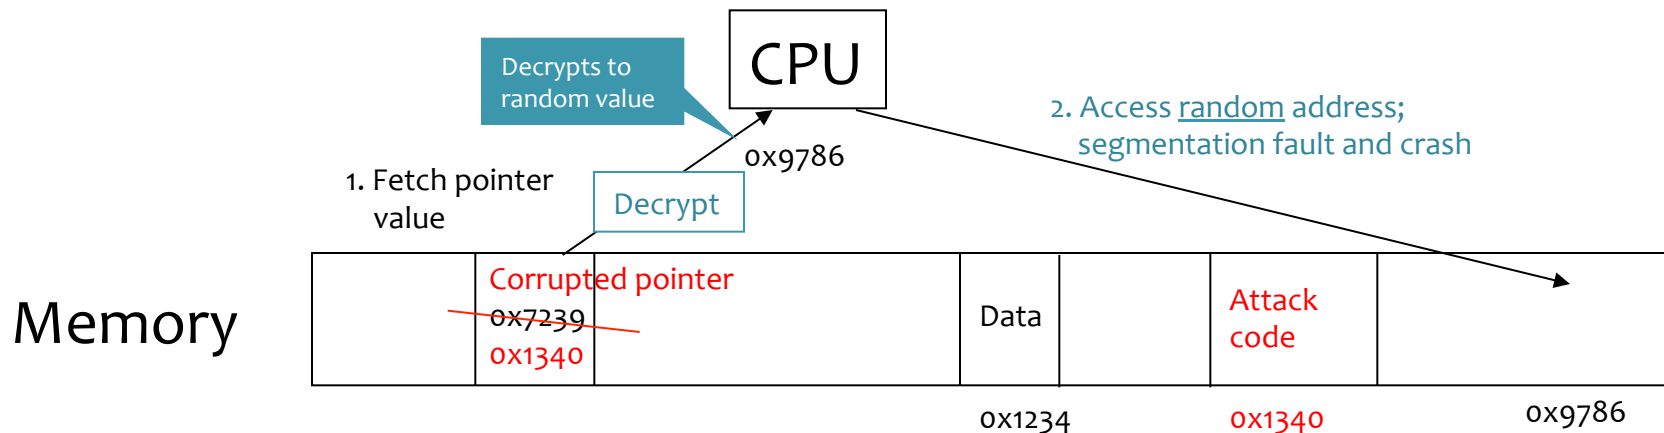 CPU
Decrypts to
random value
2. Access random address;
segmentation fault and crash
0x9786
1. Fetch pointer
value
Decrypt
Memory
Corrupted pointer
0x7239
0x1340
Data
Attack
code
0x1234
0x1340
0x9786